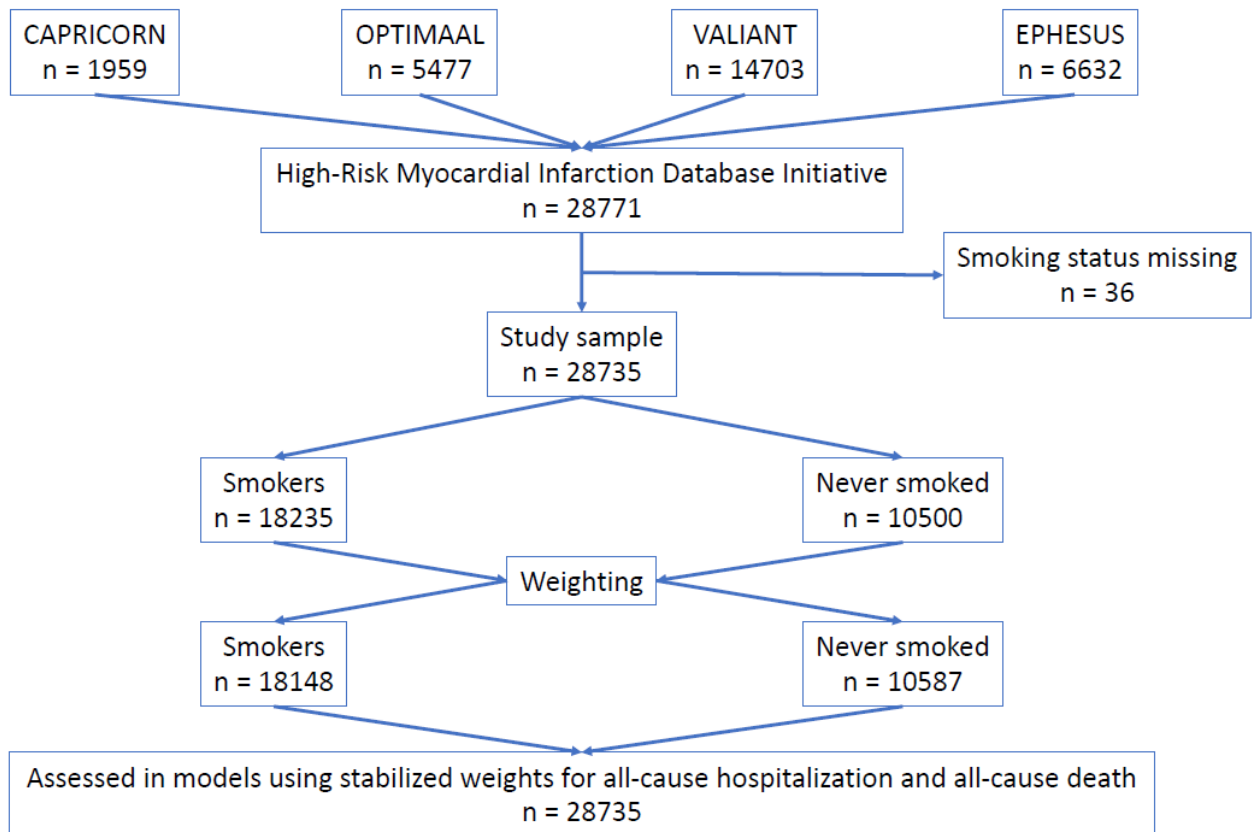 CAPRICORN
n = 1959
OPTIMAAL
n = 5477
VALIANT
n = 14703
EPHESUS
n = 6632
High-Risk Myocardial Infarction Database Initiative
n = 28771
Smoking status missing
n = 36
Study sample
n = 28735
Smokers
n = 18235
Never smoked
n = 10500
Weighting
Smokers
n = 18148
Never smoked
n = 10587
Assessed in models using stabilized weights for all-cause hospitalization and all-cause death
n = 28735